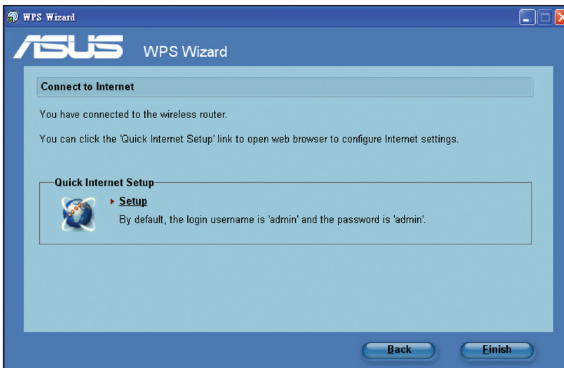 WPS Wizard
ASUS WPS Wizard
Connect to Internet
You have connected to the wireless router.
You can click the 'Quick Internet Setup' link to open web browser to configure Internet settings.
Quick Internet Setup
Setup
By default, the login username is 'admin' and the password is 'admin'.
Back Finish